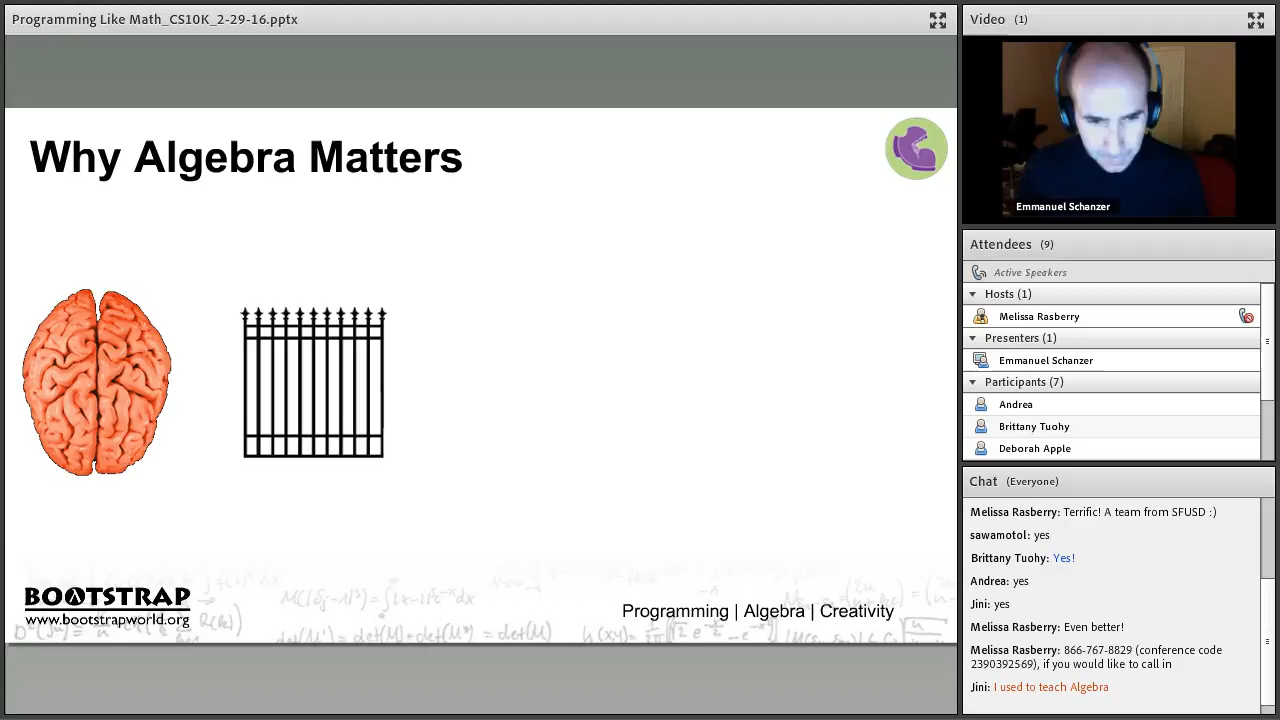 Programming Like Math_CS10K_2-29-16.pptx
Why Algebra Matters
BOOTSTRAP
www.bootstrapworld.org
Programming | Algebra | Creativity
Video (1)
Emmanuel Schanzer
Attendees (9)
Active Speakers
Hosts (1)
Melissa Rasberry
Presenters (1)
Emmanuel Schanzer
Participants (7)
Andrea
Brittany Tuohy
Deborah Apple
Chat (Everyone)
Melissa Rasberry: Terrific! A team from SFUSD :)
sawamotol: yes
Brittany Tuohy: Yes!
Andrea: yes
Jini: yes
Melissa Rasberry: Even better!
Melissa Rasberry: 866-767-8829 (conference code
2390392569), if you would like to call in
Jini: I used to teach Algebra